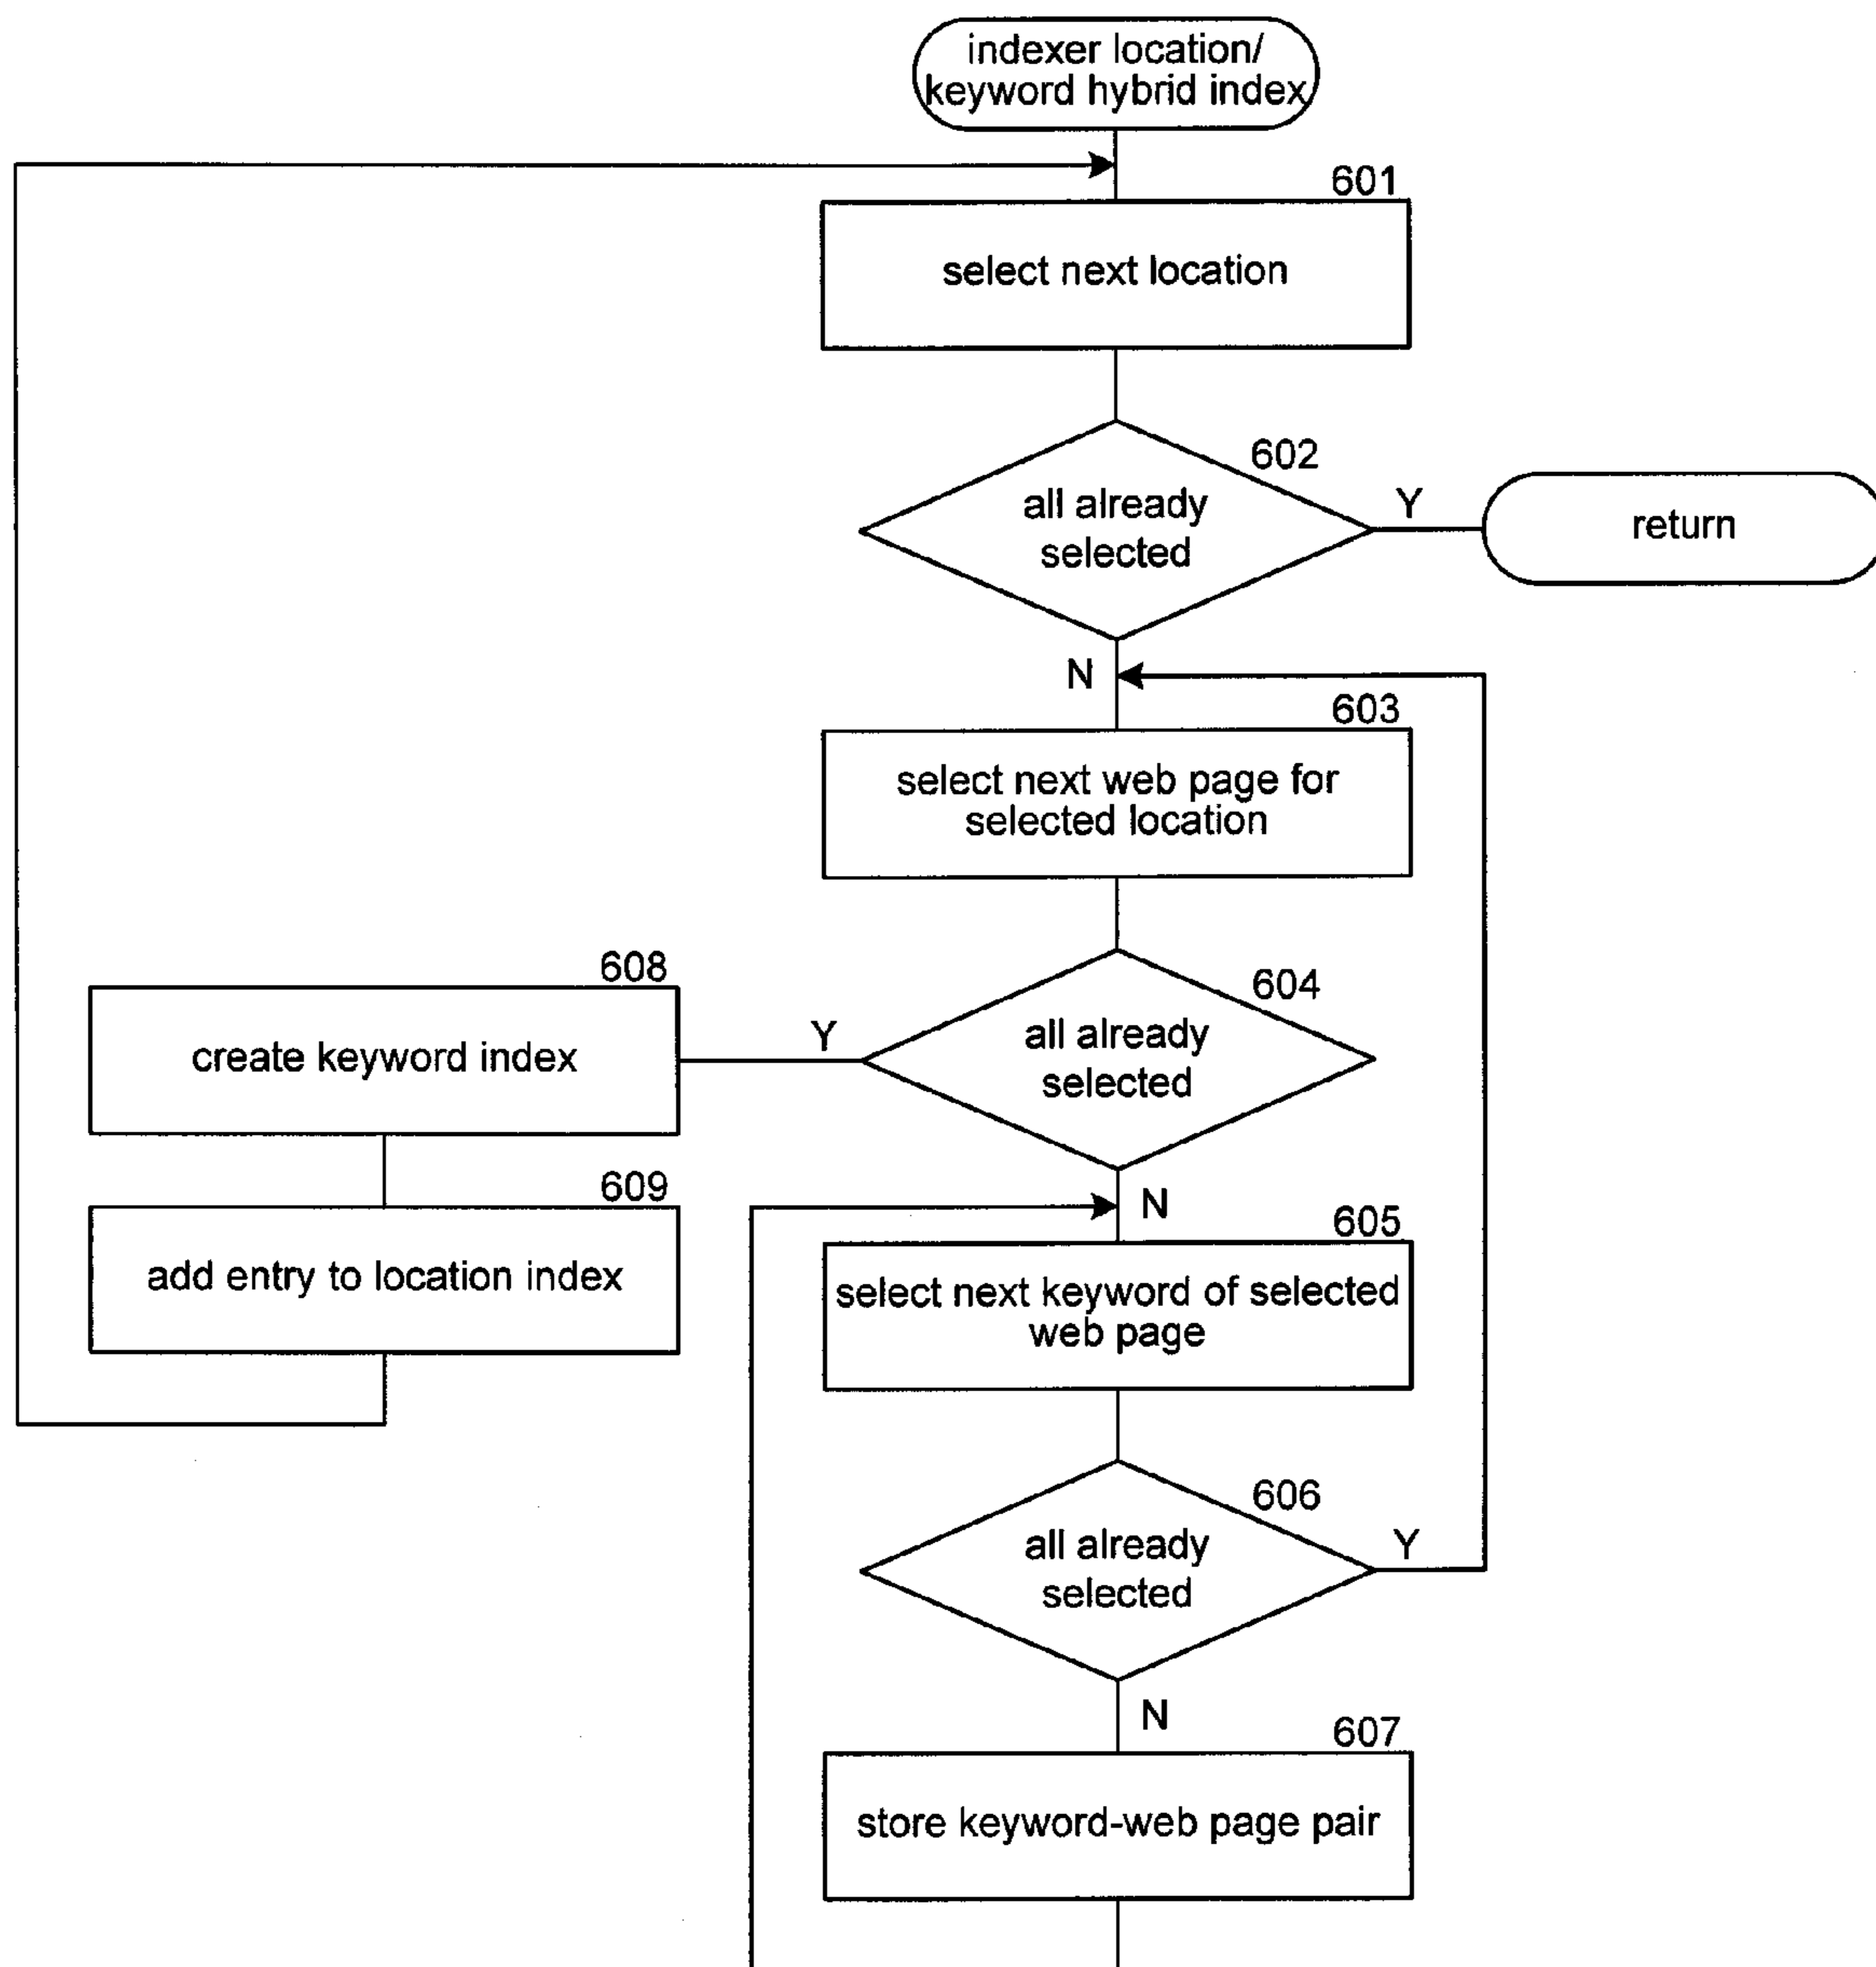 indexer location/
keyword hybrid index
601
select next location
602
all already
selected
Y
return
N
603
select next web page for
selected location
608
create keyword index
Y
604
all already
selected
609
add entry to location index
N
605
select next keyword of selected
web page
606
all already
selected
Y
N
607
store keyword-web page pair